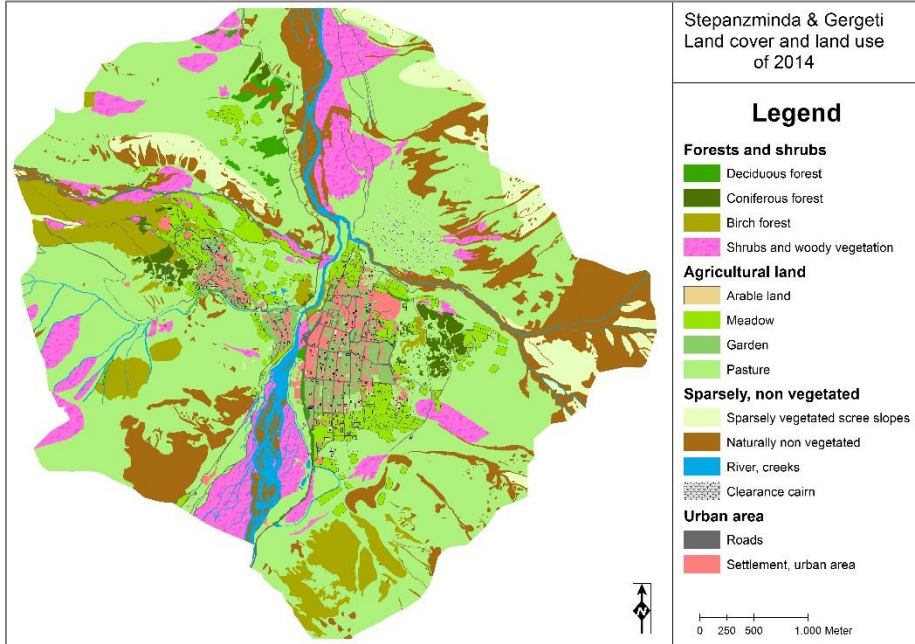 Stepanzminda & Gergeti
Land cover and land use
of 2014
Legend
Forests and shrubs
Deciduous forest
Coniferous forest
Birch forest
Shrubs and woody vegetation
Agricultural land
Arable land
Meadow
Garden
Pasture
Sparsely, non vegetated
Sparsely vegetated scree slopes
Naturally non vegetated
River, creeks
Clearance cairn
Urban area
Roads
Settlement, urban area
N
0 250 500 1.000 Meter